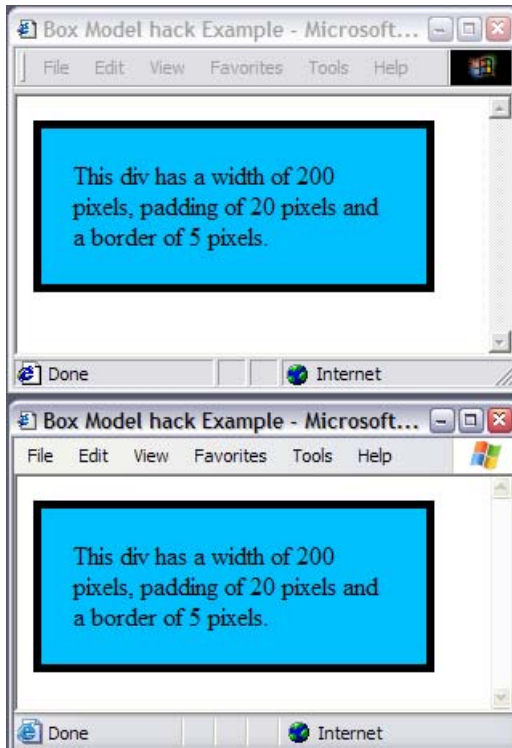 Box Model hack Example - Microsoft...
File Edit View Favorites Tools Help
This div has a width of 200
pixels, padding of 20 pixels and
a border of 5 pixels.
Done Internet
Box Model hack Example - Microsoft...
File Edit View Favorites Tools Help
This div has a width of 200
pixels, padding of 20 pixels and
a border of 5 pixels.
Done Internet